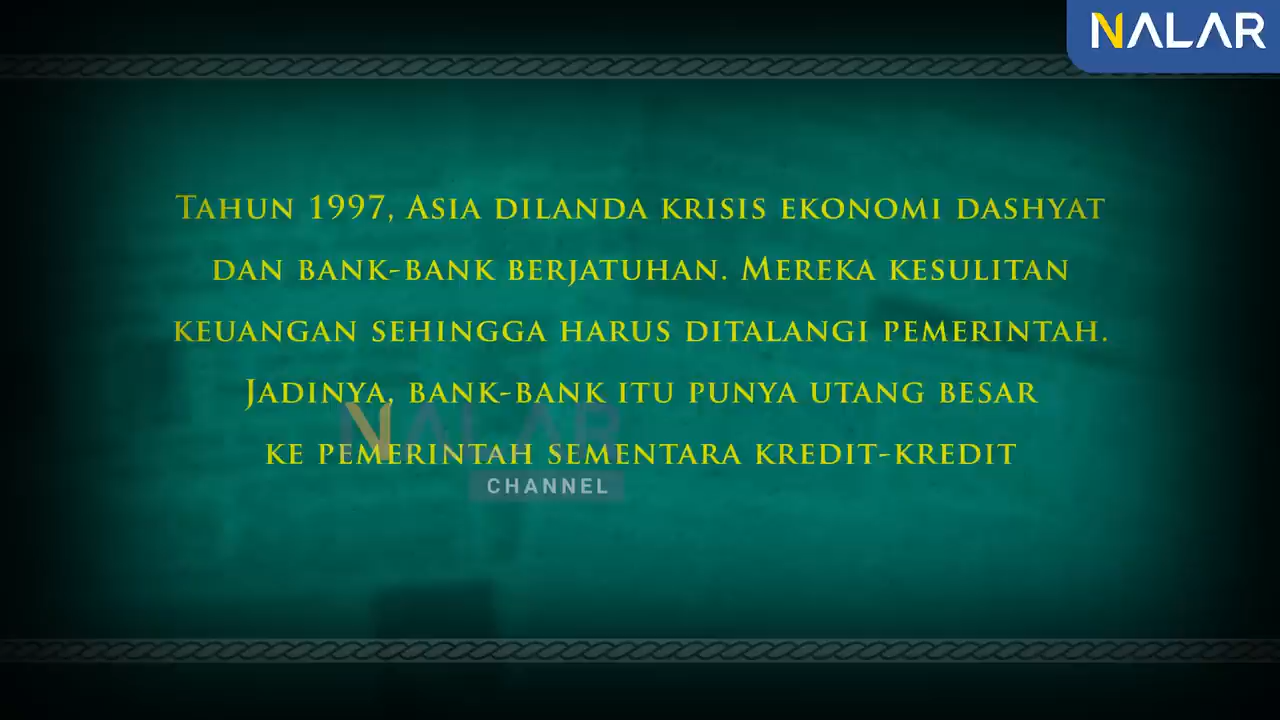 NALAR
TAHUN 1997, ASIA DILANDA KRISIS EKONOMI DASHYAT
DAN BANK-BANK BERJATUHAN. MEREKA KESULITAN
KEUANGAN SEHINGGA HARUS DITALANGI PEMERINTAH.
JADINYA, BANK-BANK ITU PUNYA UTANG BESAR
KE PEMERINTAH SEMENTARA KREDIT-KREDIT
NALAR
CHANNEL